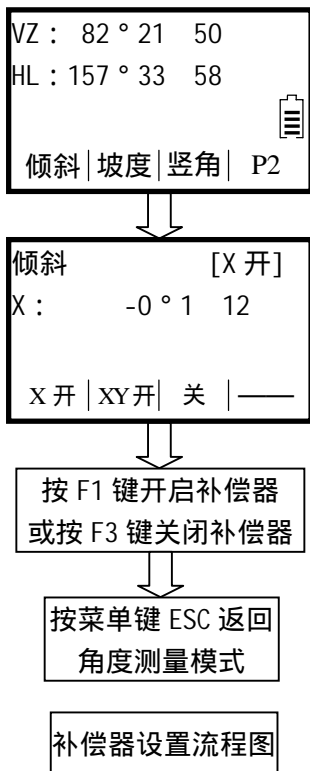 VZ： 82 ° 21 50
HL：157 ° 33 58
倾斜│坡度│竖角│ P2
倾斜 [X 开]
X： -0 ° 1 12
X 开 │XY开│ 关 │——
按 F1 键开启补偿器
或按 F3 键关闭补偿器
按菜单键 ESC 返回
角度测量模式
补偿器设置流程图